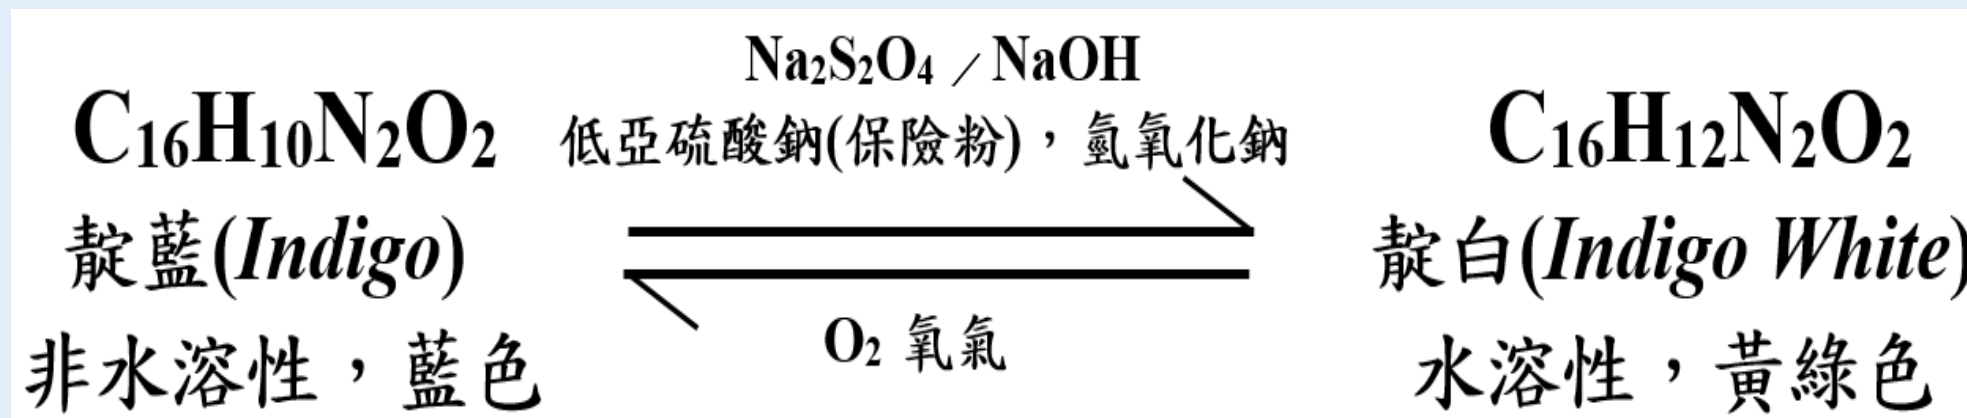 Na₂S₂O₄ ／NaOH
C₁₆H₁₀N₂O₂ 低亞硫酸鈉(保險粉)，氫氧化鈉 C₁₆H₁₂N₂O₂
靛藍(Indigo) 靛白(Indigo White)
O₂ 氧氣
非水溶性，藍色 水溶性，黃綠色